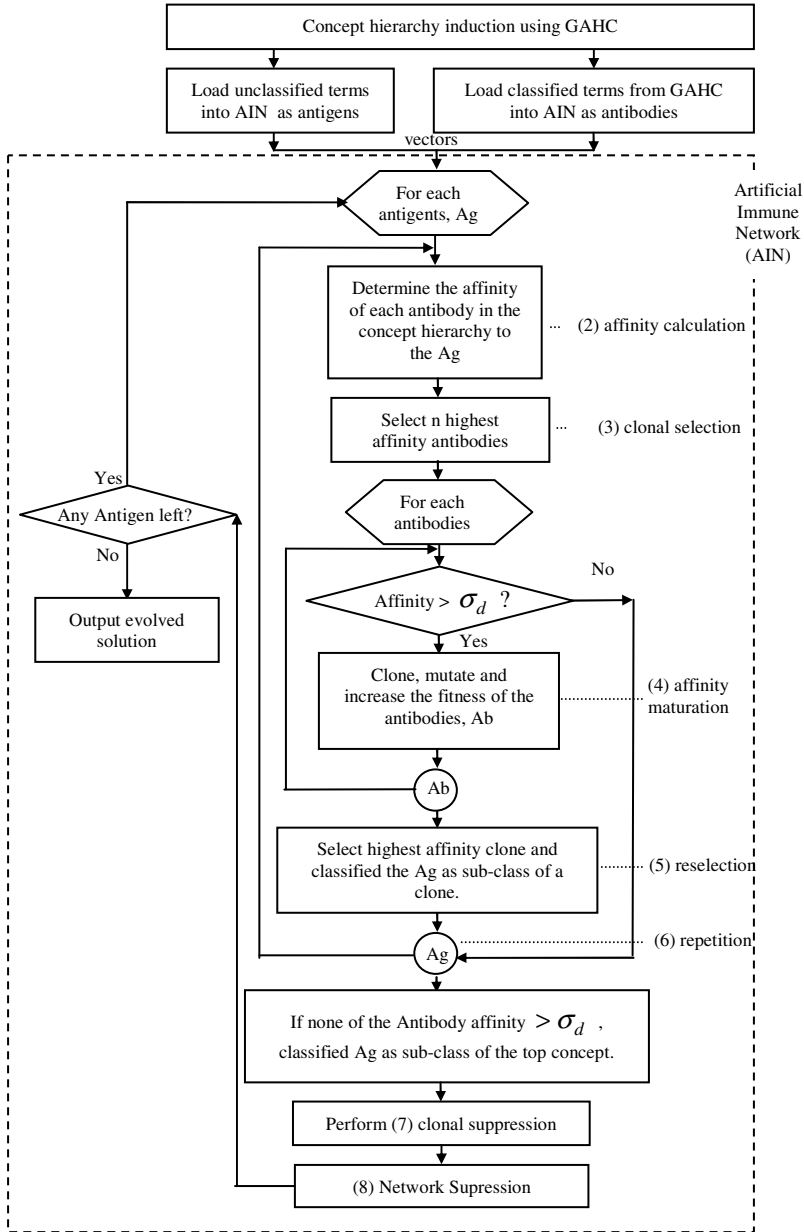 Concept hierarchy induction using GAHC
Load unclassified terms
into AIN as antigens
Load classified terms from GAHC
into AIN as antibodies
vectors
Artificial
Immune
Network
(AIN)
For each
antigents, Ag
Determine the affinity
of each antibody in the
concept hierarchy to
the Ag
... (2) affinity calculation
Select n highest
affinity antibodies
... (3) clonal selection
Yes
Any Antigen left?
No
Output evolved
solution
For each
antibodies
No
Affinity > σd ?
Yes
Clone, mutate and
increase the fitness of the
antibodies, Ab
(4) affinity
maturation
Ab
Select highest affinity clone and
classified the Ag as sub-class of a
clone.
(5) reselection
Ag
(6) repetition
If none of the Antibody affinity > σd ,
classified Ag as sub-class of the top concept.
Perform (7) clonal suppression
(8) Network Supression